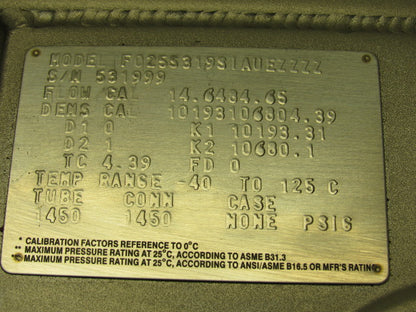 MODEL F025S319SIAUEZZZZ
S/N 531999
FLOW CAL 14.6484.65
DENS CAL 10193106804.39
D1 0 K1 10193.31
D2 1 K2 10680.1
TC 4.39 FD 0
TEMP RANGE -40 TO 125 C
TUBE CONN CASE
1450 1450 NONE PSIG
* CALIBRATION FACTORS REFERENCE TO 0°C
** MAXIMUM PRESSURE RATING AT 25°C, ACCORDING TO ASME B31.3
** MAXIMUM PRESSURE RATING AT 25°C, ACCORDING TO ANSI/ASME B16.5 OR MFR'S RATING